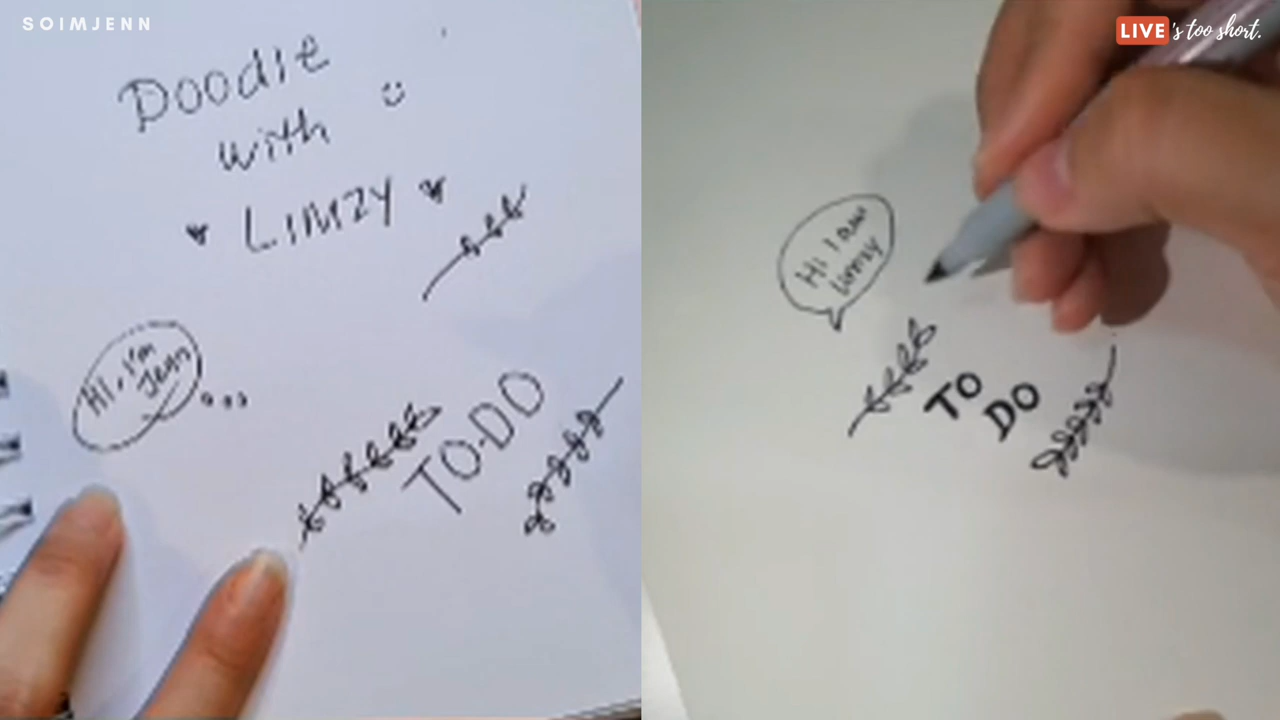 SOIMJENN
Doodle
with
LIMZY
Hi, I'm
Jenn
TO-DO
LIVE's too short.
Hi I am
Limzy
TO
DO